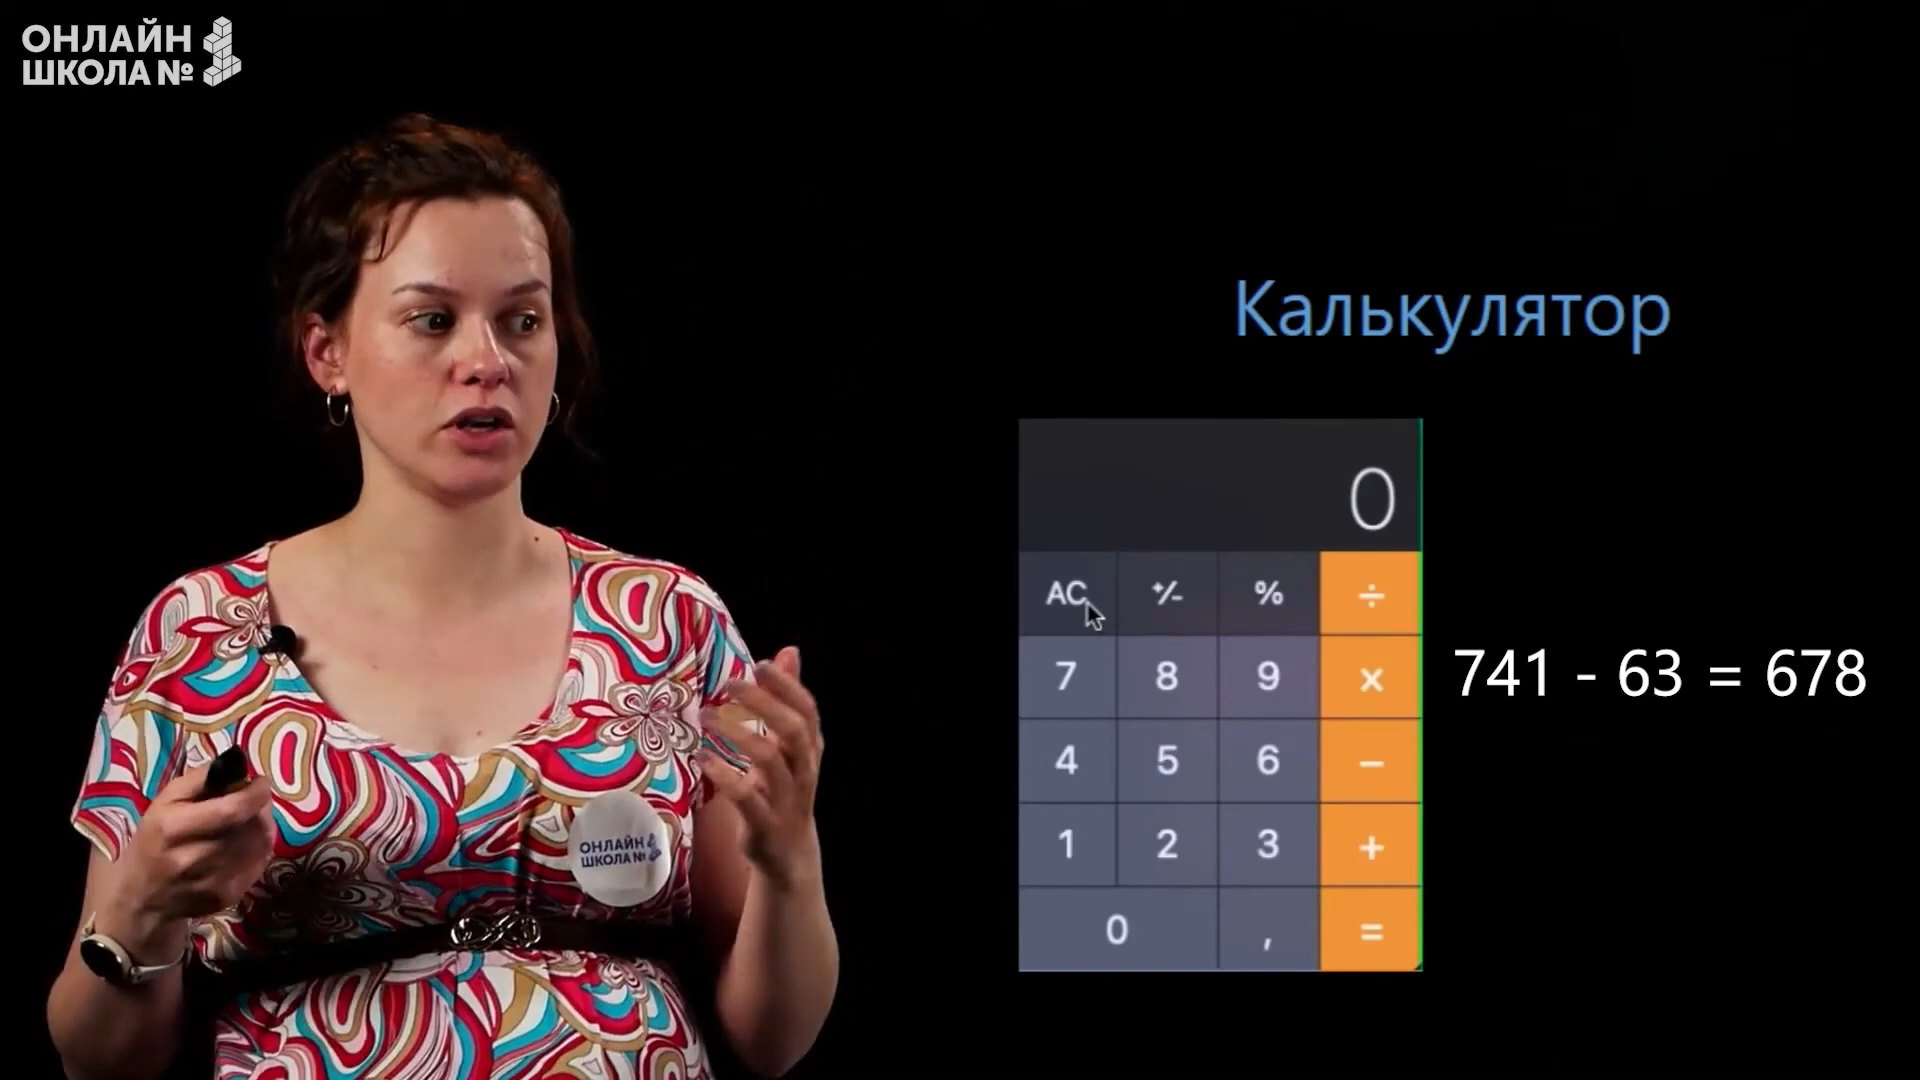 ОНЛАЙН
ШКОЛА №
Калькулятор
0
AC +/- %  ÷
7 8 9 ×
4 5 6 −
1 2 3 +
0 , =
741 - 63 = 678
ОНЛАЙН
ШКОЛА №